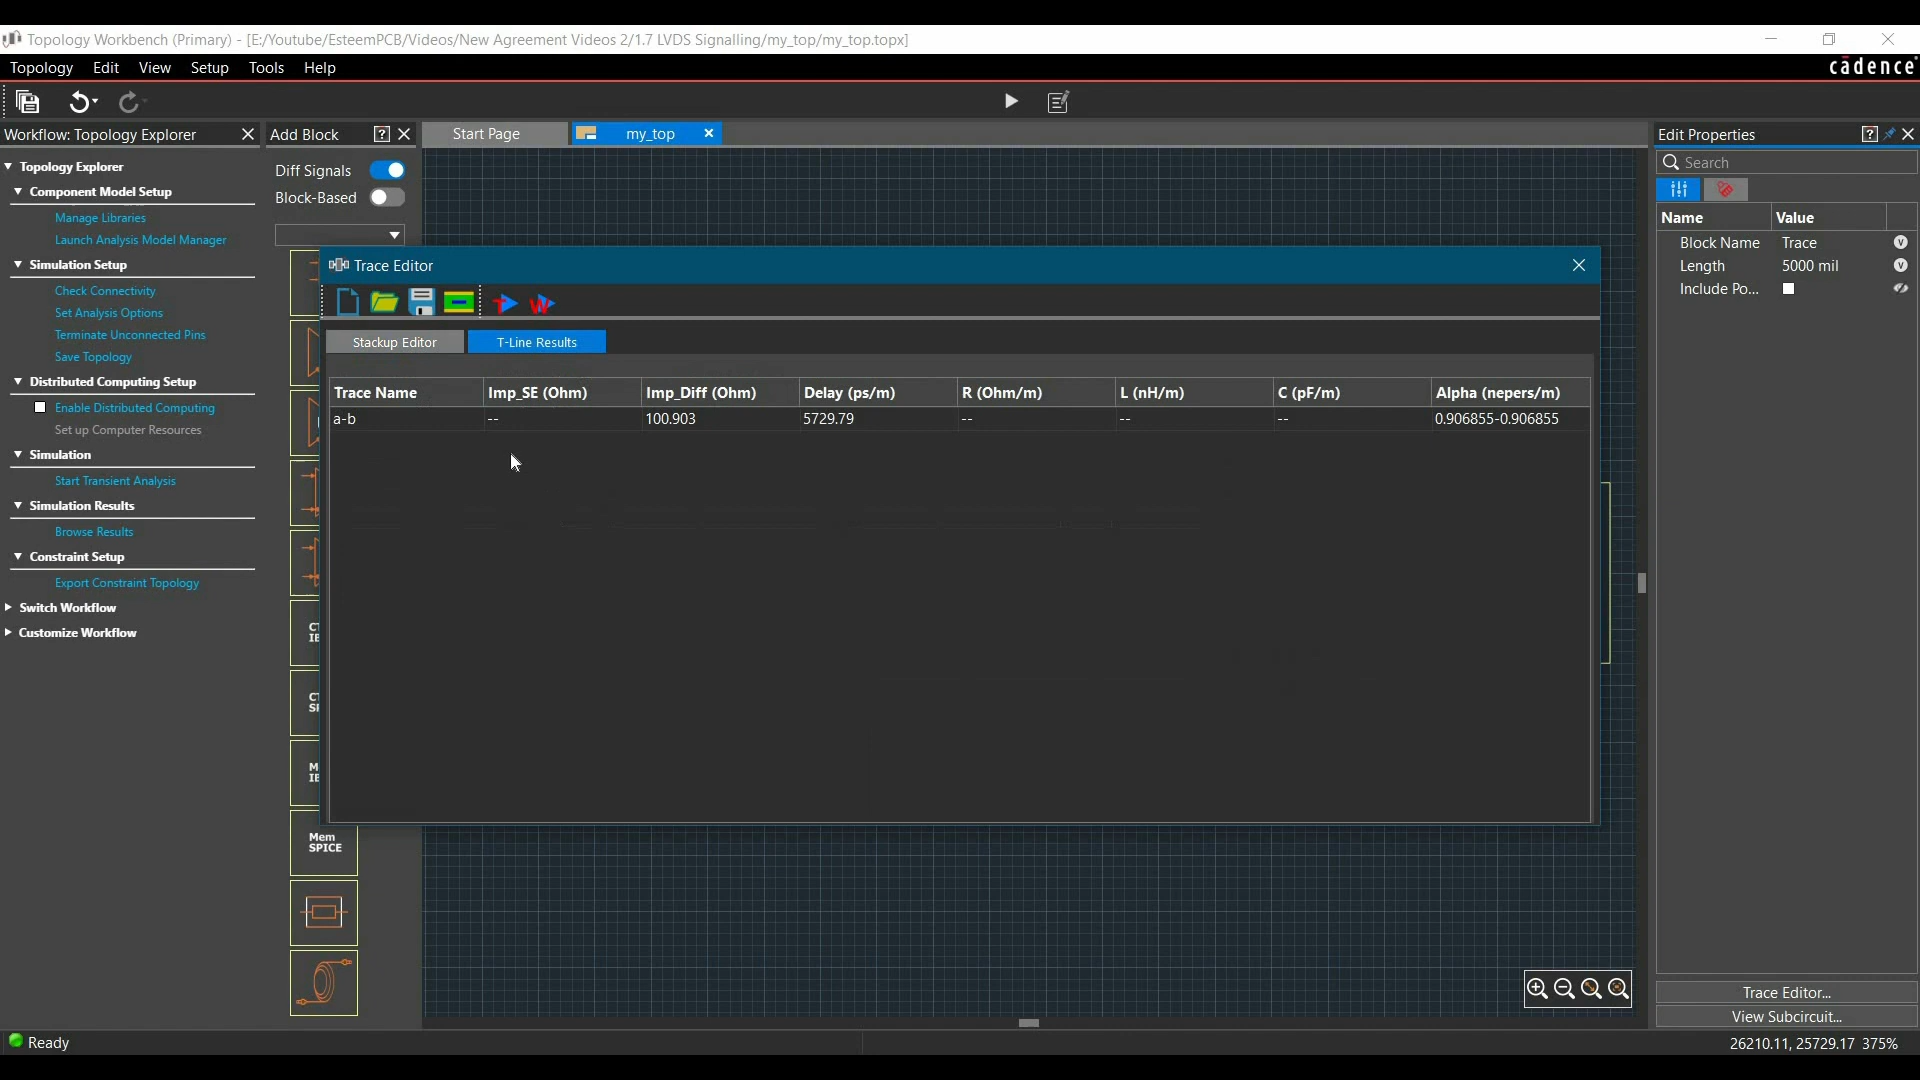 Topology Workbench (Primary) - [E:/Youtube/EsteemPCB/Videos/New Agreement Videos 2/1.7 LVDS Signalling/my_top/my_top.topx]
Topology Edit View Setup Tools Help
cādence
Workflow: Topology Explorer
Topology Explorer
Component Model Setup
Manage Libraries
Launch Analysis Model Manager
Simulation Setup
Check Connectivity
Set Analysis Options
Terminate Unconnected Pins
Save Topology
Distributed Computing Setup
Enable Distributed Computing
Set up Computer Resources
Simulation
Start Transient Analysis
Simulation Results
Browse Results
Constraint Setup
Export Constraint Topology
Switch Workflow
Customize Workflow
Add Block
Diff Signals
Block-Based
Mem
SPICE
Start Page my_top
Trace Editor
Stackup Editor T-Line Results
Trace Name Imp_SE (Ohm) Imp_Diff (Ohm) Delay (ps/m) R (Ohm/m) L (nH/m) C (pF/m) Alpha (nepers/m)
a-b -- 100.903 5729.79 -- -- -- 0.906855-0.906855
Edit Properties
Search
Name Value
Block Name Trace
Length 5000 mil
Include Po...
Trace Editor...
View Subcircuit...
Ready
26210.11, 25729.17 375%